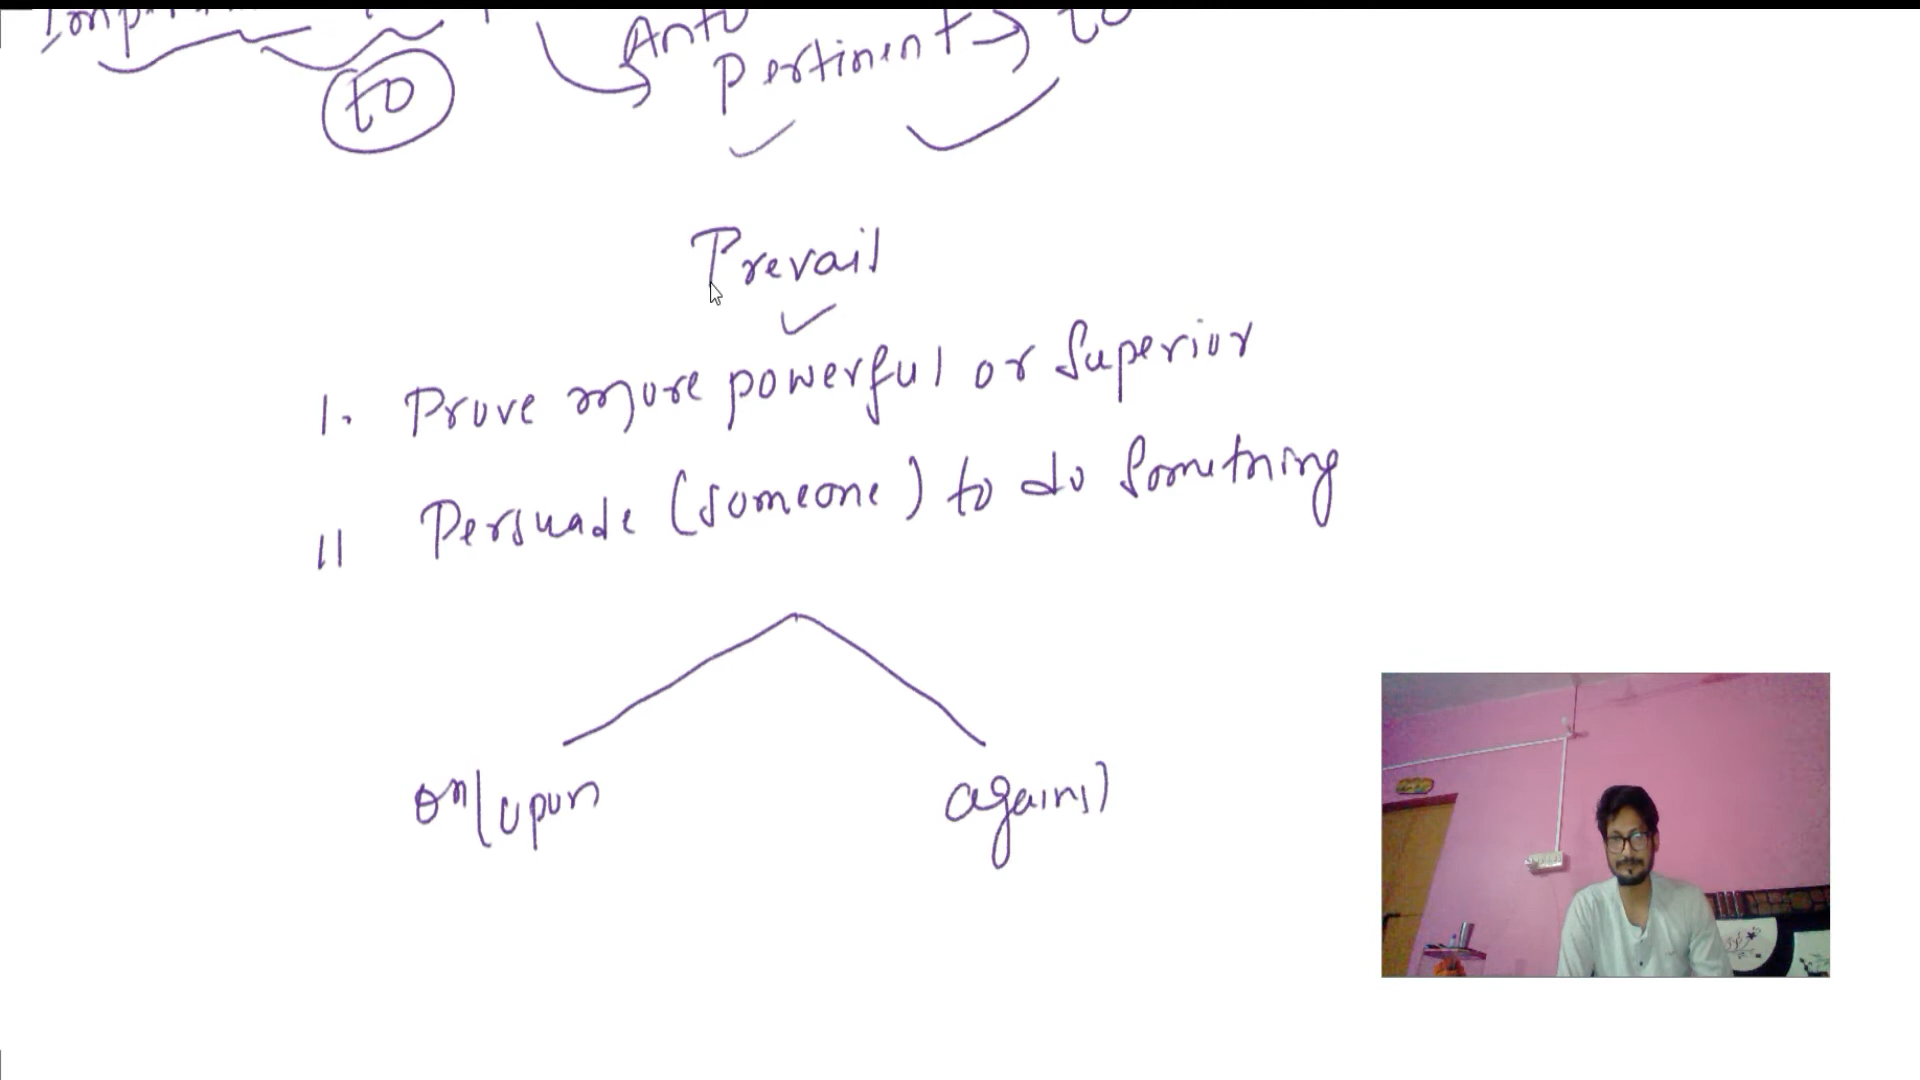 to
Anto
Pertinent → to
Prevail
1. Prove more powerful or Superior
11 Persuade (someone) to do Something
on/upon
against